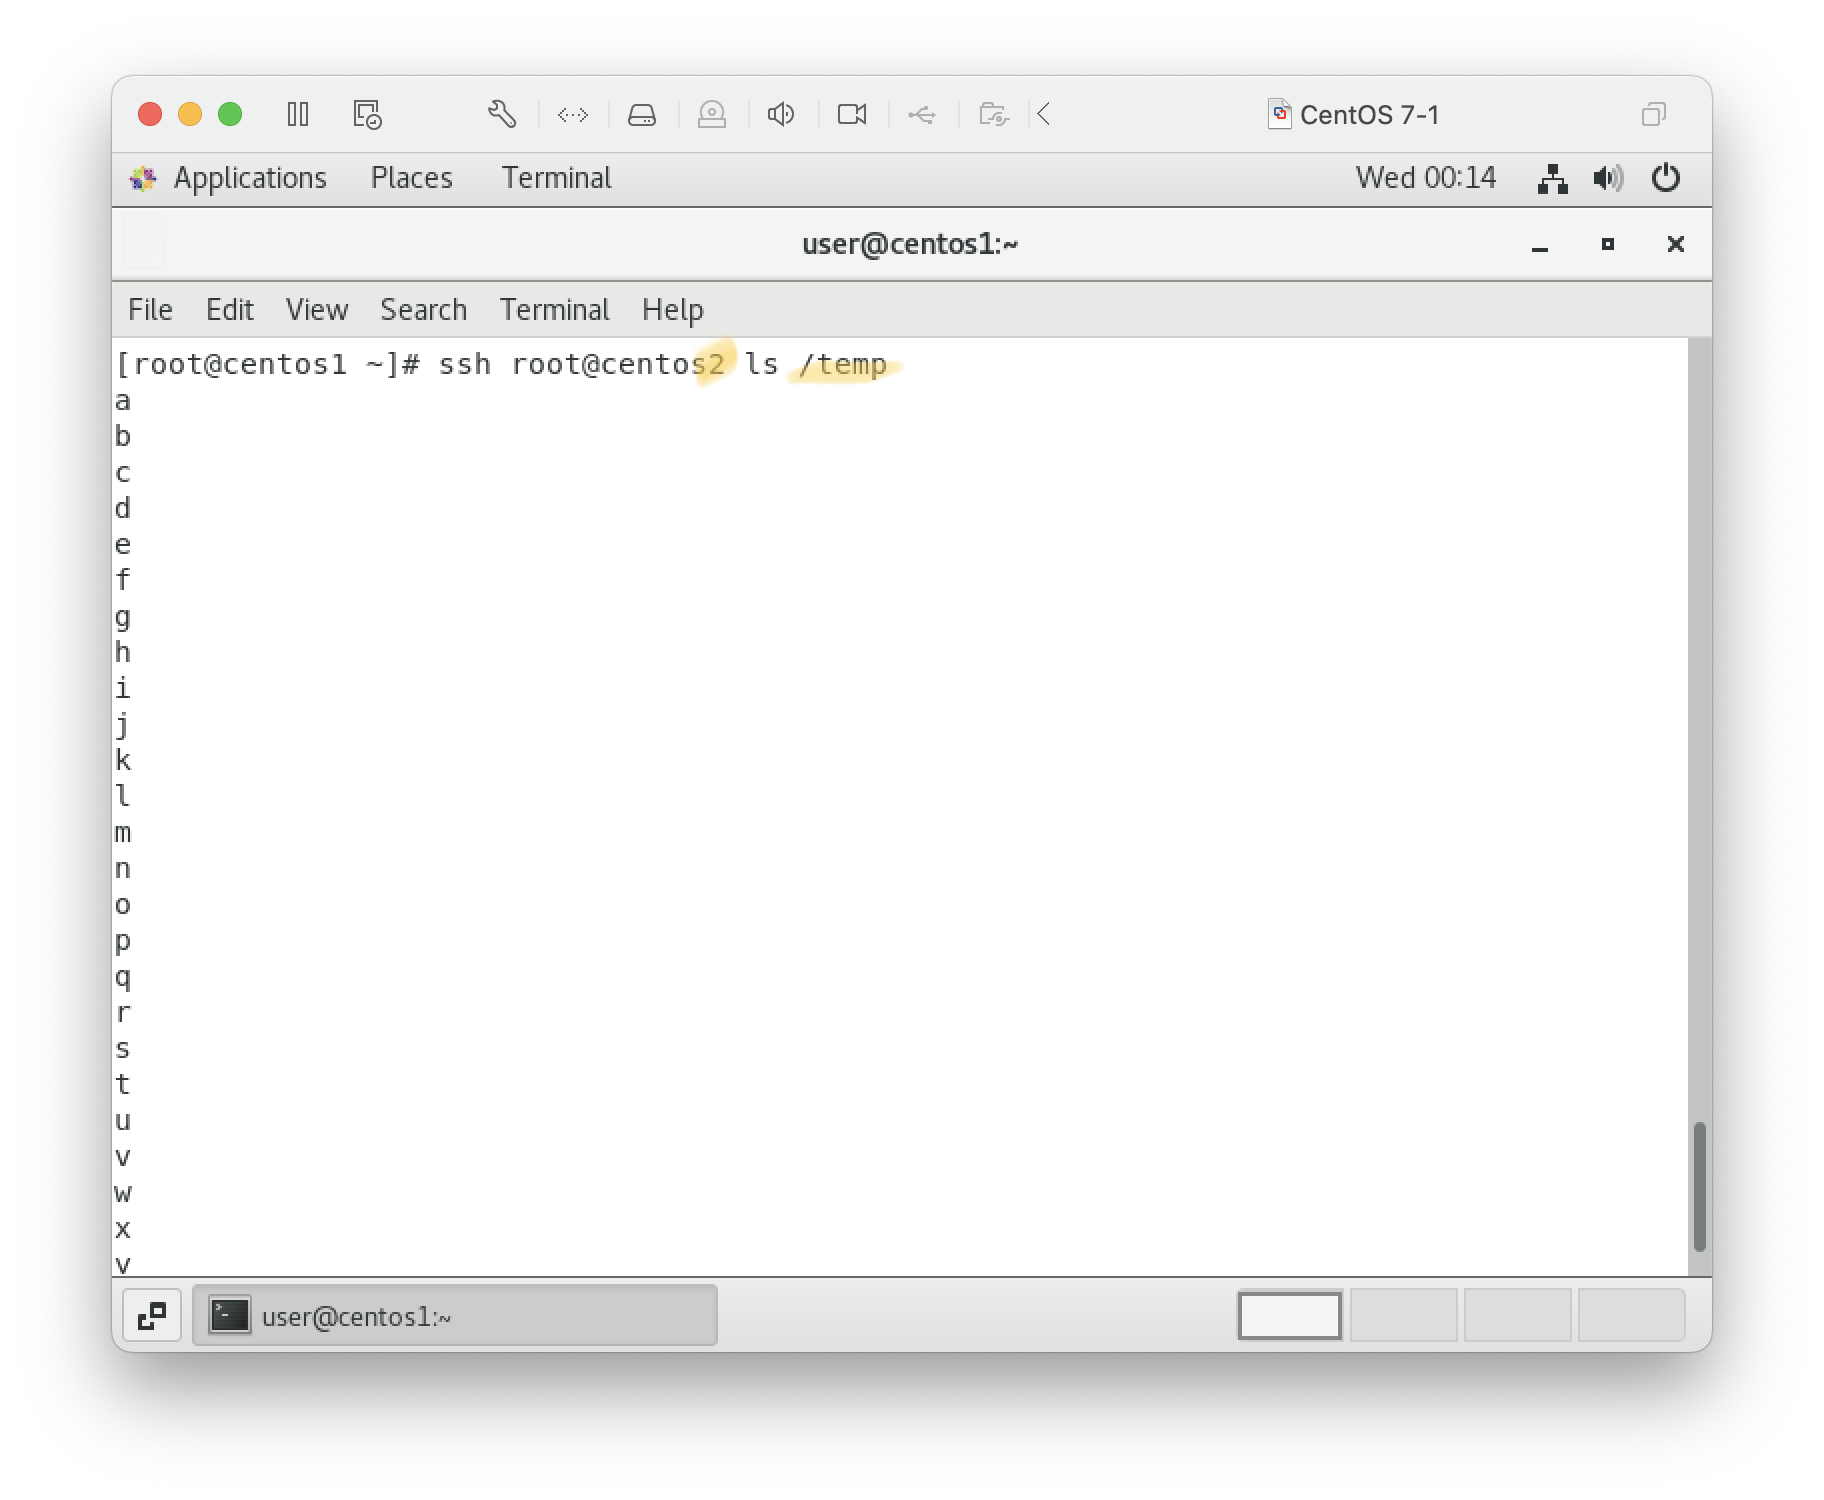 CentOS 7-1
Applications Places Terminal Wed 00:14
user@centos1:~
File Edit View Search Terminal Help
[root@centos1 ~]# ssh root@centos2 ls /temp
a
b
c
d
e
f
g
h
i
j
k
l
m
n
o
p
q
r
s
t
u
v
w
x
user@centos1:~